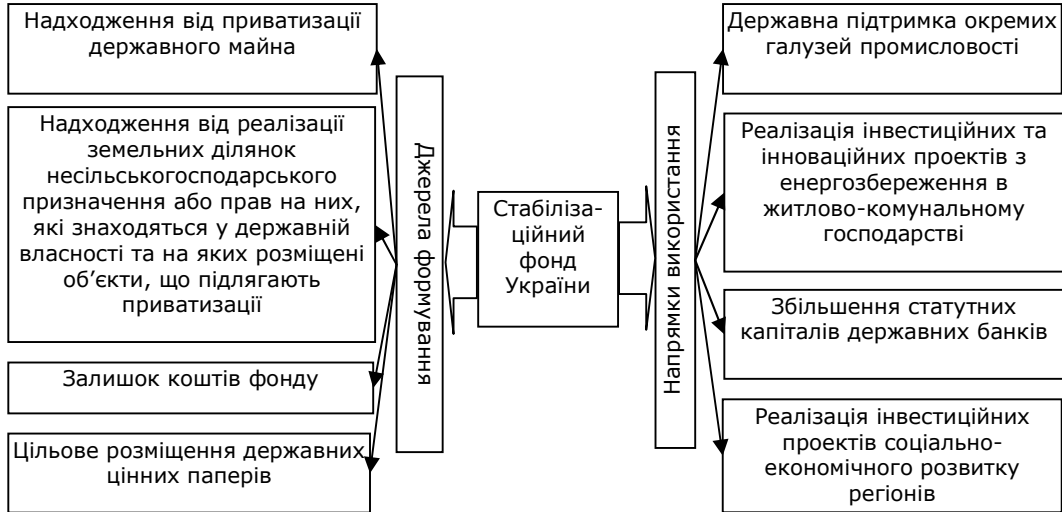 Надходження від приватизації
державного майна
Надходження від реалізації
земельних ділянок
несільськогосподарського
призначення або прав на них,
які знаходяться у державній
власності та на яких розміщені
об’єкти, що підлягають
приватизації
Залишок коштів фонду
Цільове розміщення державних
цінних паперів
Джерела формування
Стабіліза-
ційний
фонд
України
Напрямки використання
Державна підтримка окремих
галузей промисловості
Реалізація інвестиційних та
інноваційних проектів з
енергозбереження в
житлово-комунальному
господарстві
Збільшення статутних
капіталів державних банків
Реалізація інвестиційних
проектів соціально-
економічного розвитку
регіонів